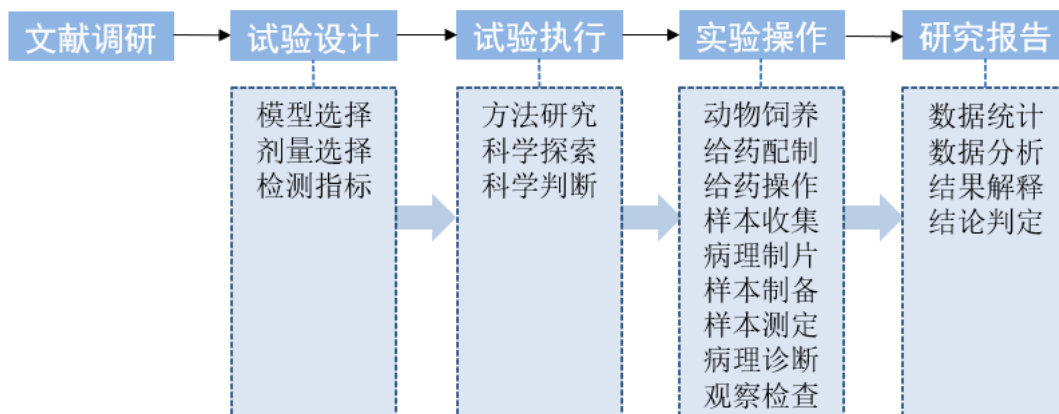 文献调研
试验设计
试验执行
实验操作
研究报告
模型选择
剂量选择
检测指标
方法研究
科学探索
科学判断
动物饲养
给药配制
给药操作
样本收集
病理制片
样本制备
样本测定
病理诊断
观察检查
数据统计
数据分析
结果解释
结论判定